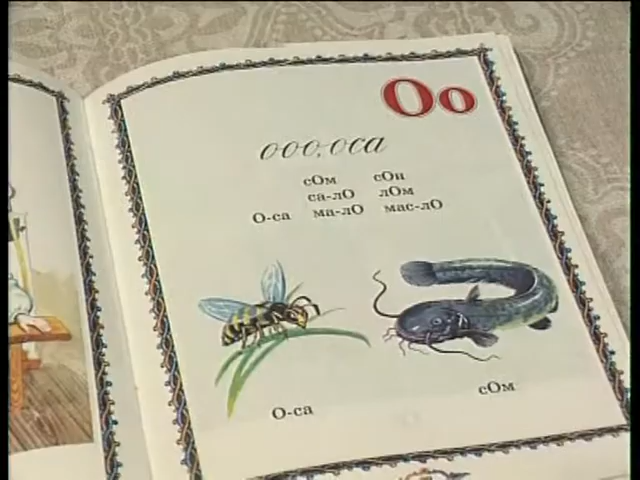 Оо
ооо, оса
сОм сОн
са-лО лОм
О-са ма-лО мас-лО
О-са
сОм